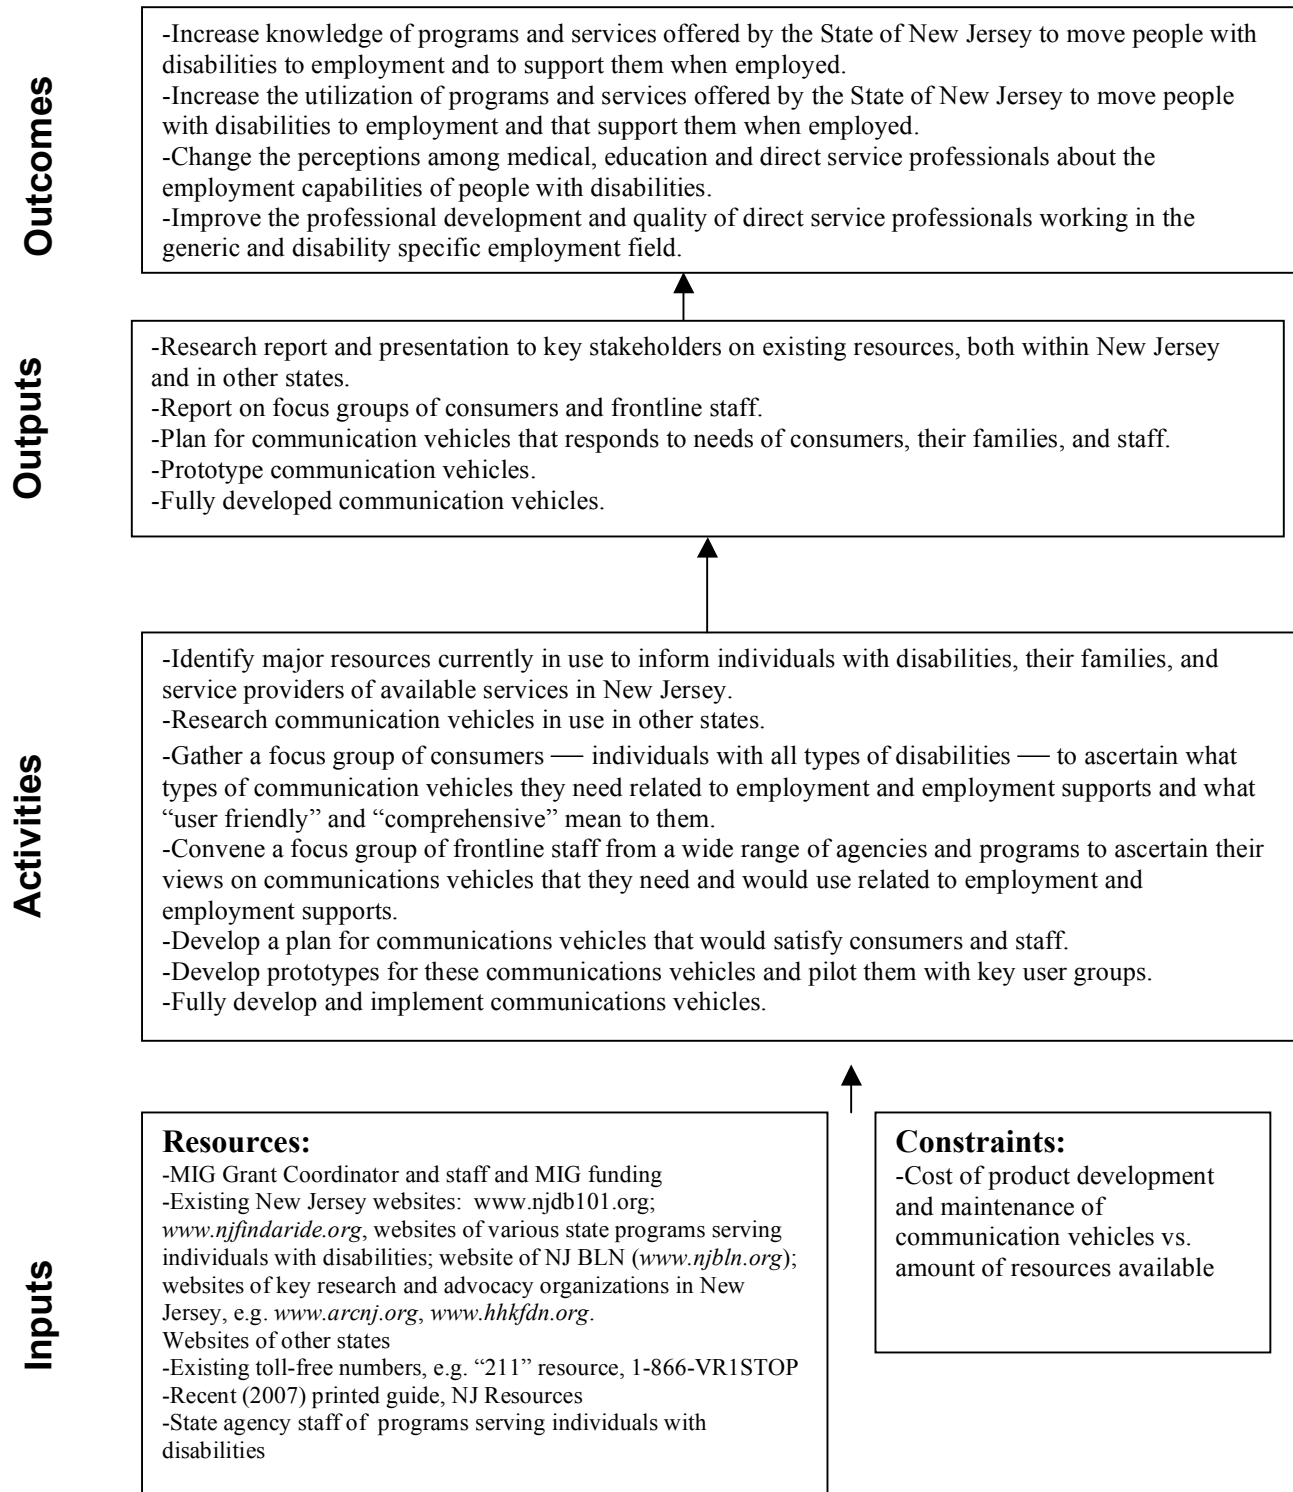 Outcomes
-Increase knowledge of programs and services offered by the State of New Jersey to move people with
disabilities to employment and to support them when employed.
-Increase the utilization of programs and services offered by the State of New Jersey to move people
with disabilities to employment and that support them when employed.
-Change the perceptions among medical, education and direct service professionals about the
employment capabilities of people with disabilities.
-Improve the professional development and quality of direct service professionals working in the
generic and disability specific employment field.
Outputs
-Research report and presentation to key stakeholders on existing resources, both within New Jersey
and in other states.
-Report on focus groups of consumers and frontline staff.
-Plan for communication vehicles that responds to needs of consumers, their families, and staff.
-Prototype communication vehicles.
-Fully developed communication vehicles.
Activities
-Identify major resources currently in use to inform individuals with disabilities, their families, and
service providers of available services in New Jersey.
-Research communication vehicles in use in other states.
-Gather a focus group of consumers — individuals with all types of disabilities — to ascertain what
types of communication vehicles they need related to employment and employment supports and what
“user friendly” and “comprehensive” mean to them.
-Convene a focus group of frontline staff from a wide range of agencies and programs to ascertain their
views on communications vehicles that they need and would use related to employment and
employment supports.
-Develop a plan for communications vehicles that would satisfy consumers and staff.
-Develop prototypes for these communications vehicles and pilot them with key user groups.
-Fully develop and implement communications vehicles.
Inputs
Resources:
-MIG Grant Coordinator and staff and MIG funding
-Existing New Jersey websites:  www.njdb101.org;
www.njfindaride.org, websites of various state programs serving
individuals with disabilities; website of NJ BLN (www.njbln.org);
websites of key research and advocacy organizations in New
Jersey, e.g. www.arcnj.org, www.hhkfdn.org.
Websites of other states
-Existing toll-free numbers, e.g. “211” resource, 1-866-VR1STOP
-Recent (2007) printed guide, NJ Resources
-State agency staff of  programs serving individuals with
disabilities
Constraints:
-Cost of product development
and maintenance of
communication vehicles vs.
amount of resources available